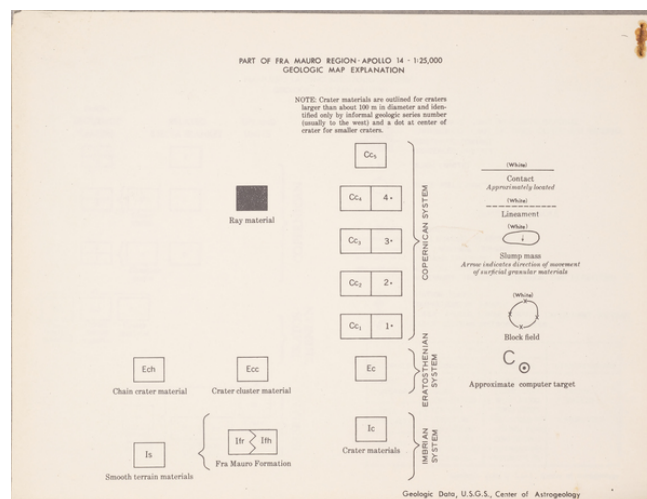 PART OF FRA MAURO REGION-APOLLO 14 - 1:25,000
GEOLOGIC MAP EXPLANATION
NOTE: Crater materials are outlined for craters
larger than about 100 m in diameter and iden-
tified only by informal geologic series number
(usually to the west) and a dot at center of
crater for smaller craters.
Cc5
Ray material
Cc4 4•
Cc3 3•
Cc2 2•
Cc1 1•
COPERNICAN SYSTEM
(White)
Contact
Approximately located
(White)
Lineament
(White)
Slump mass
Arrow indicates direction of movement
of surficial granular materials
(White)
Block field
C
Approximate computer target
Ech
Chain crater material
Ecc
Crater cluster material
Ec
ERATOSTHENIAN
SYSTEM
Is
Smooth terrain materials
Ifr Ifh
Fra Mauro Formation
Ic
Crater materials
IMBRIAN
SYSTEM
Geologic Data, U.S.G.S., Center of Astrogeology